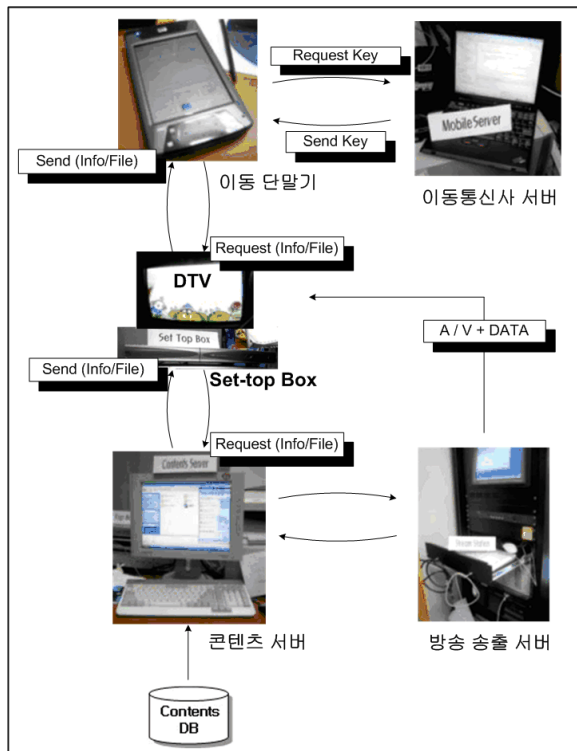 Request Key
Mobile Server
Send Key
Send (Info/File)
이동 단말기
이동통신사 서버
Request (Info/File)
DTV
Set Top Box
A / V + DATA
Send (Info/File)
Set-top Box
Request (Info/File)
Contents Server
콘텐츠 서버
방송 송출 서버
Contents
DB